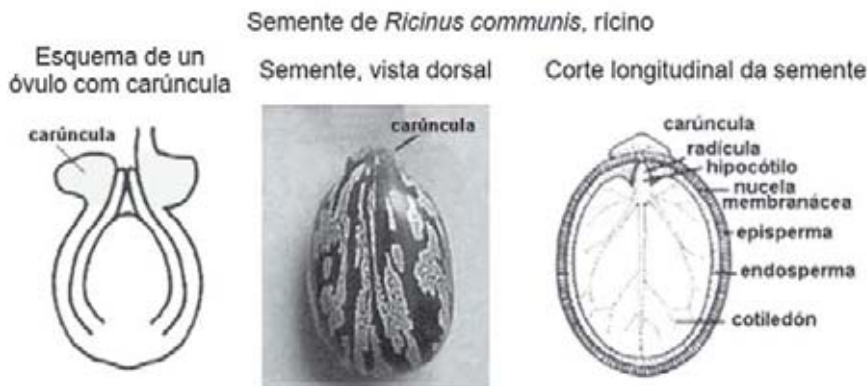 Semente de Ricinus communis, rícino
Esquema de un
óvulo com carúncula
carúncula
Semente, vista dorsal
carúncula
Corte longitudinal da semente
carúncula
radícula
hipocótilo
nucela
membranácea
episperma
endosperma
cotiledón